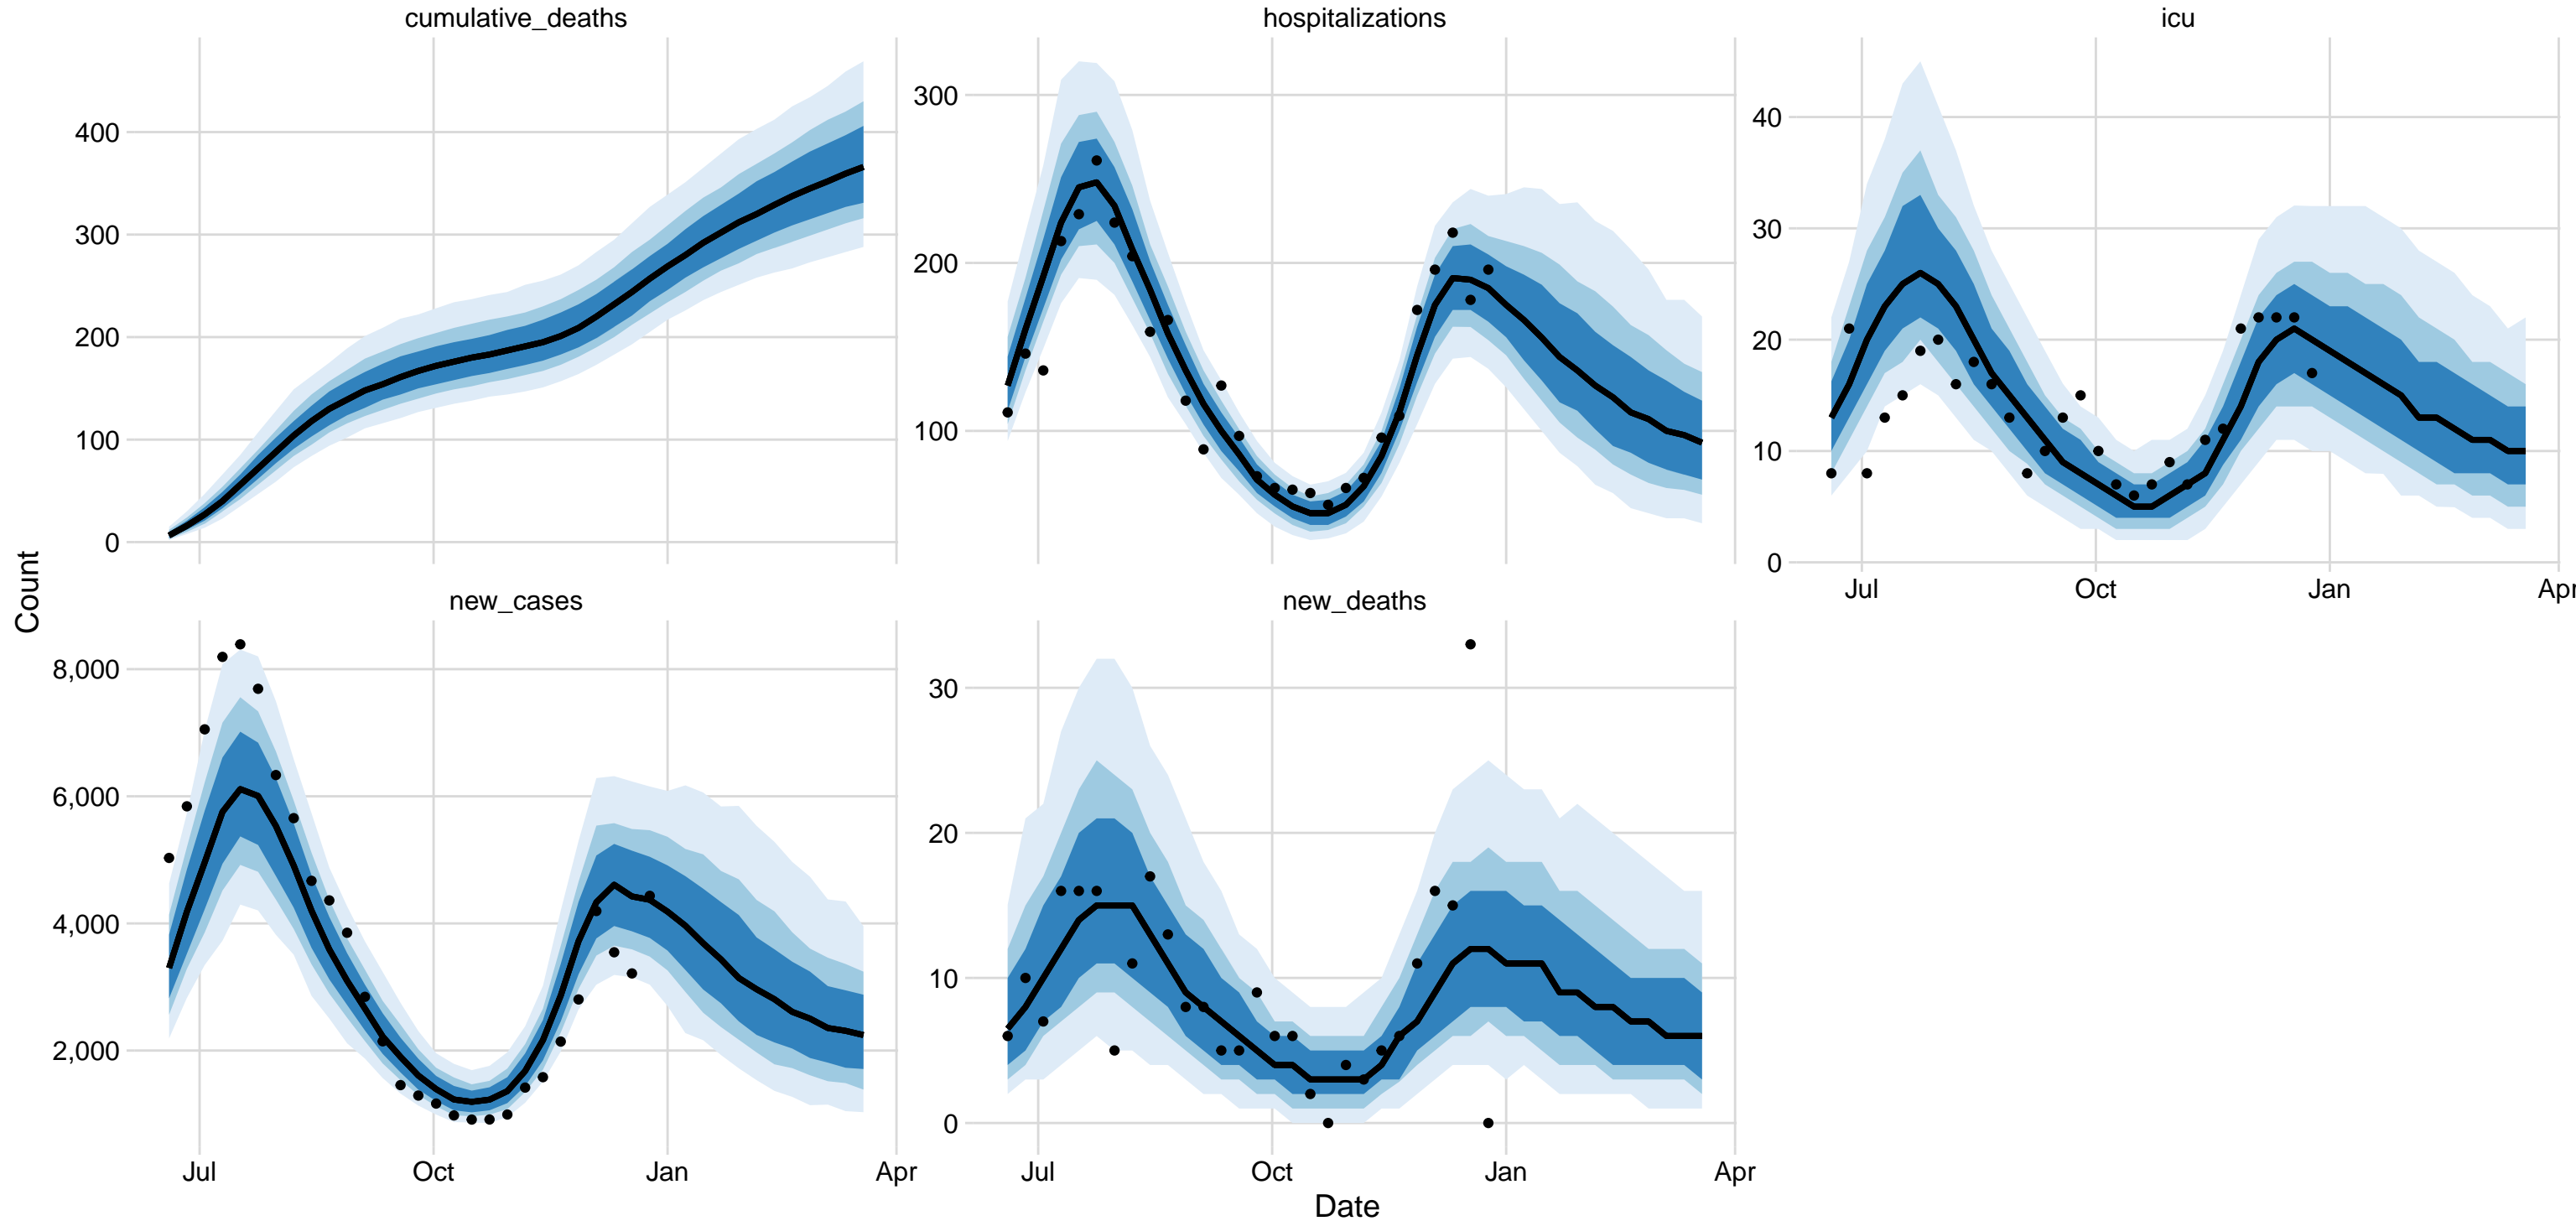 cumulative_deaths
hospitalizations
icu
400
300
200
100
0
300
200
100
40
30
20
10
0
Jul
Oct
Jan
Apr
Count
new_cases
new_deaths
8,000
6,000
4,000
2,000
30
20
10
0
Jul
Oct
Jan
Apr
Jul
Oct
Jan
Apr
Date